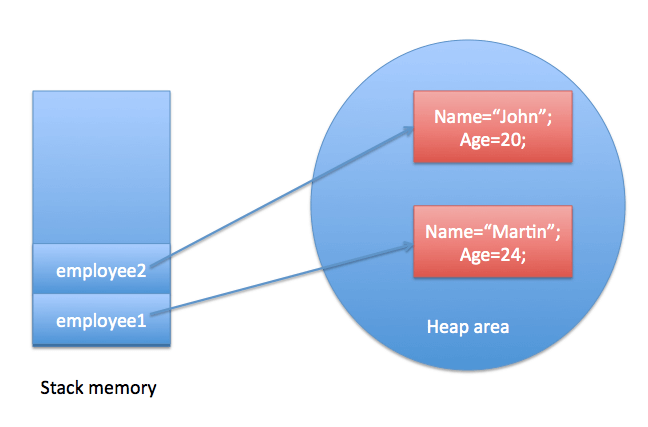 Name=“John”;
Age=20;
Name=“Martin”;
Age=24;
employee2
employee1
Heap area
Stack memory